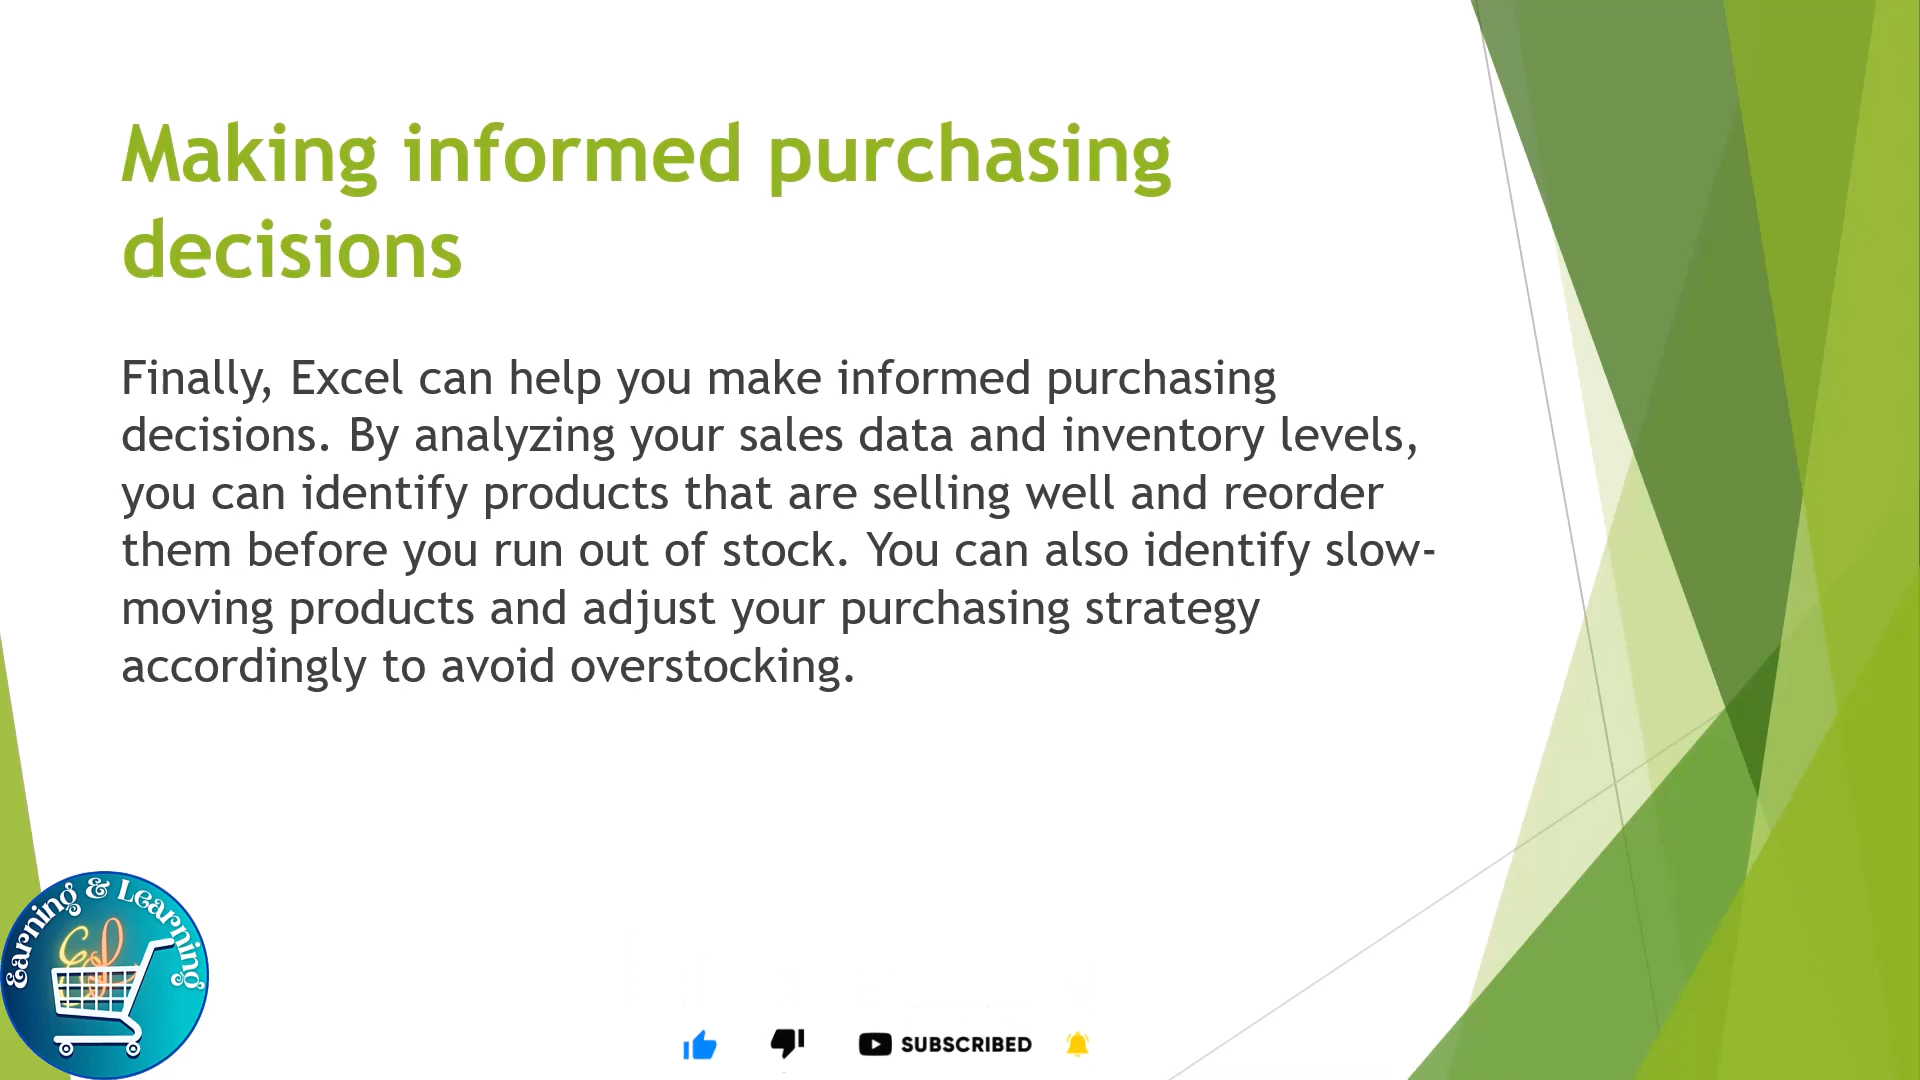 Making informed purchasing
decisions
Finally, Excel can help you make informed purchasing
decisions. By analyzing your sales data and inventory levels,
you can identify products that are selling well and reorder
them before you run out of stock. You can also identify slow-
moving products and adjust your purchasing strategy
accordingly to avoid overstocking.
Earning & Learning
SUBSCRIBED